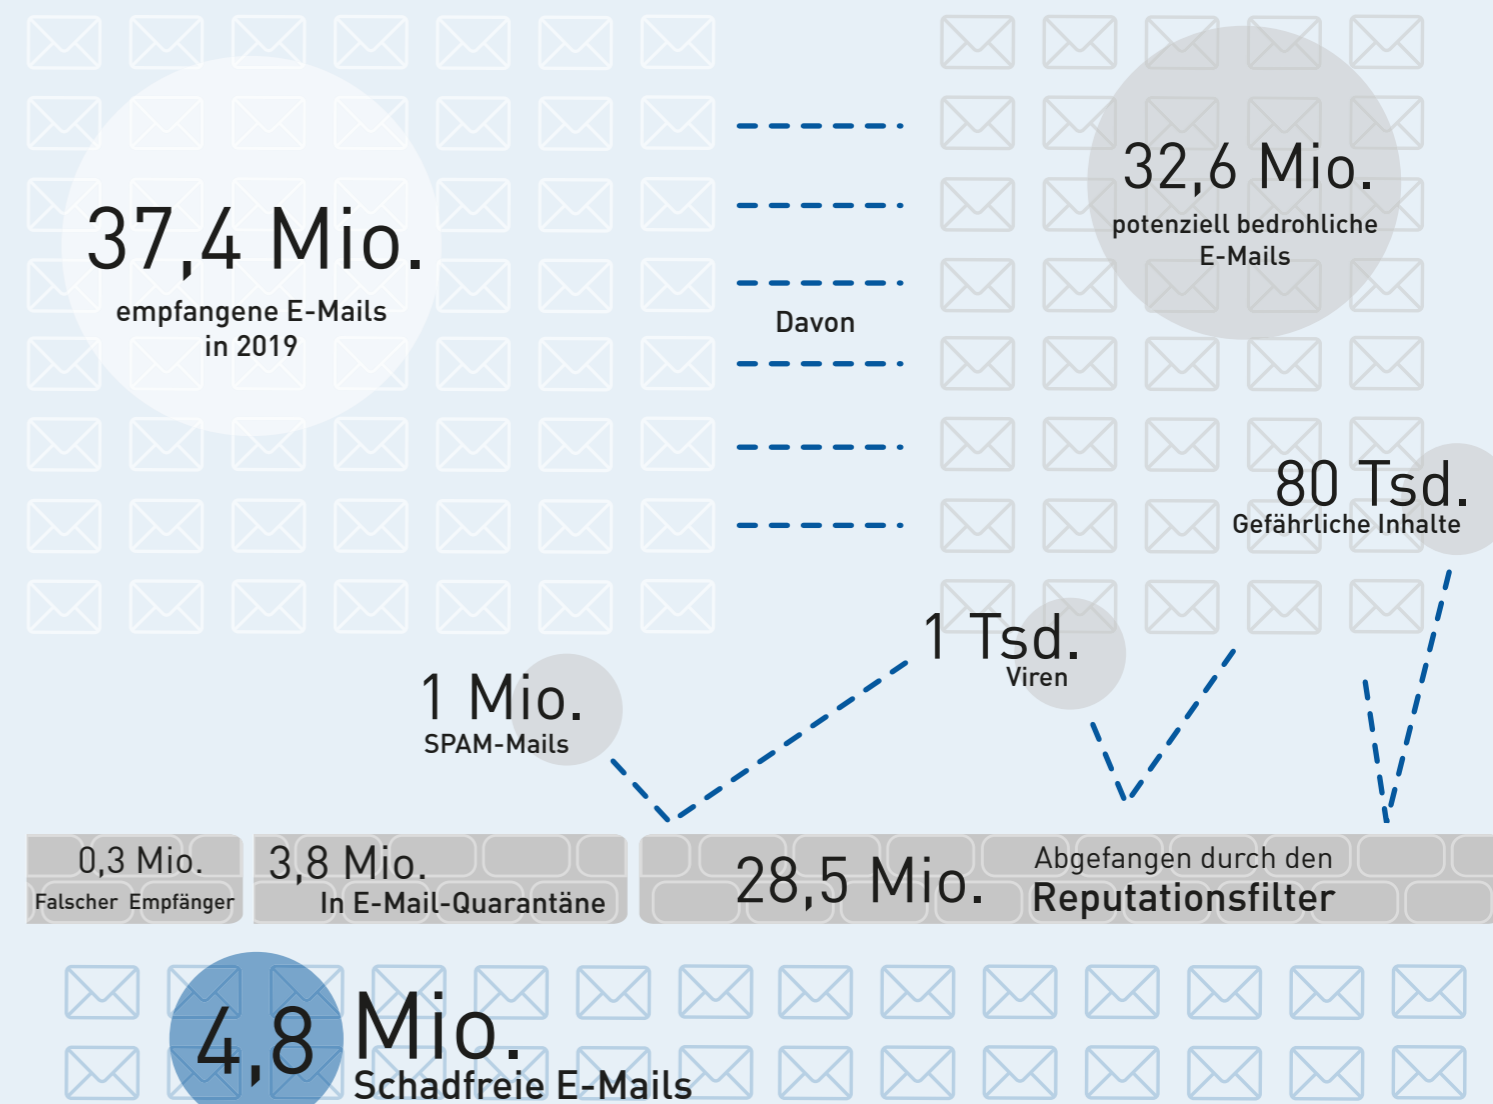 37,4 Mio.
empfangene E-Mails
in 2019
Davon
32,6 Mio.
potenziell bedrohliche
E-Mails
80 Tsd.
Gefährliche Inhalte
1 Tsd.
Viren
1 Mio.
SPAM-Mails
0,3 Mio.
Falscher Empfänger
3,8 Mio.
In E-Mail-Quarantäne
28,5 Mio.
Abgefangen durch den
Reputationsfilter
4,8 Mio.
Schadfreie E-Mails